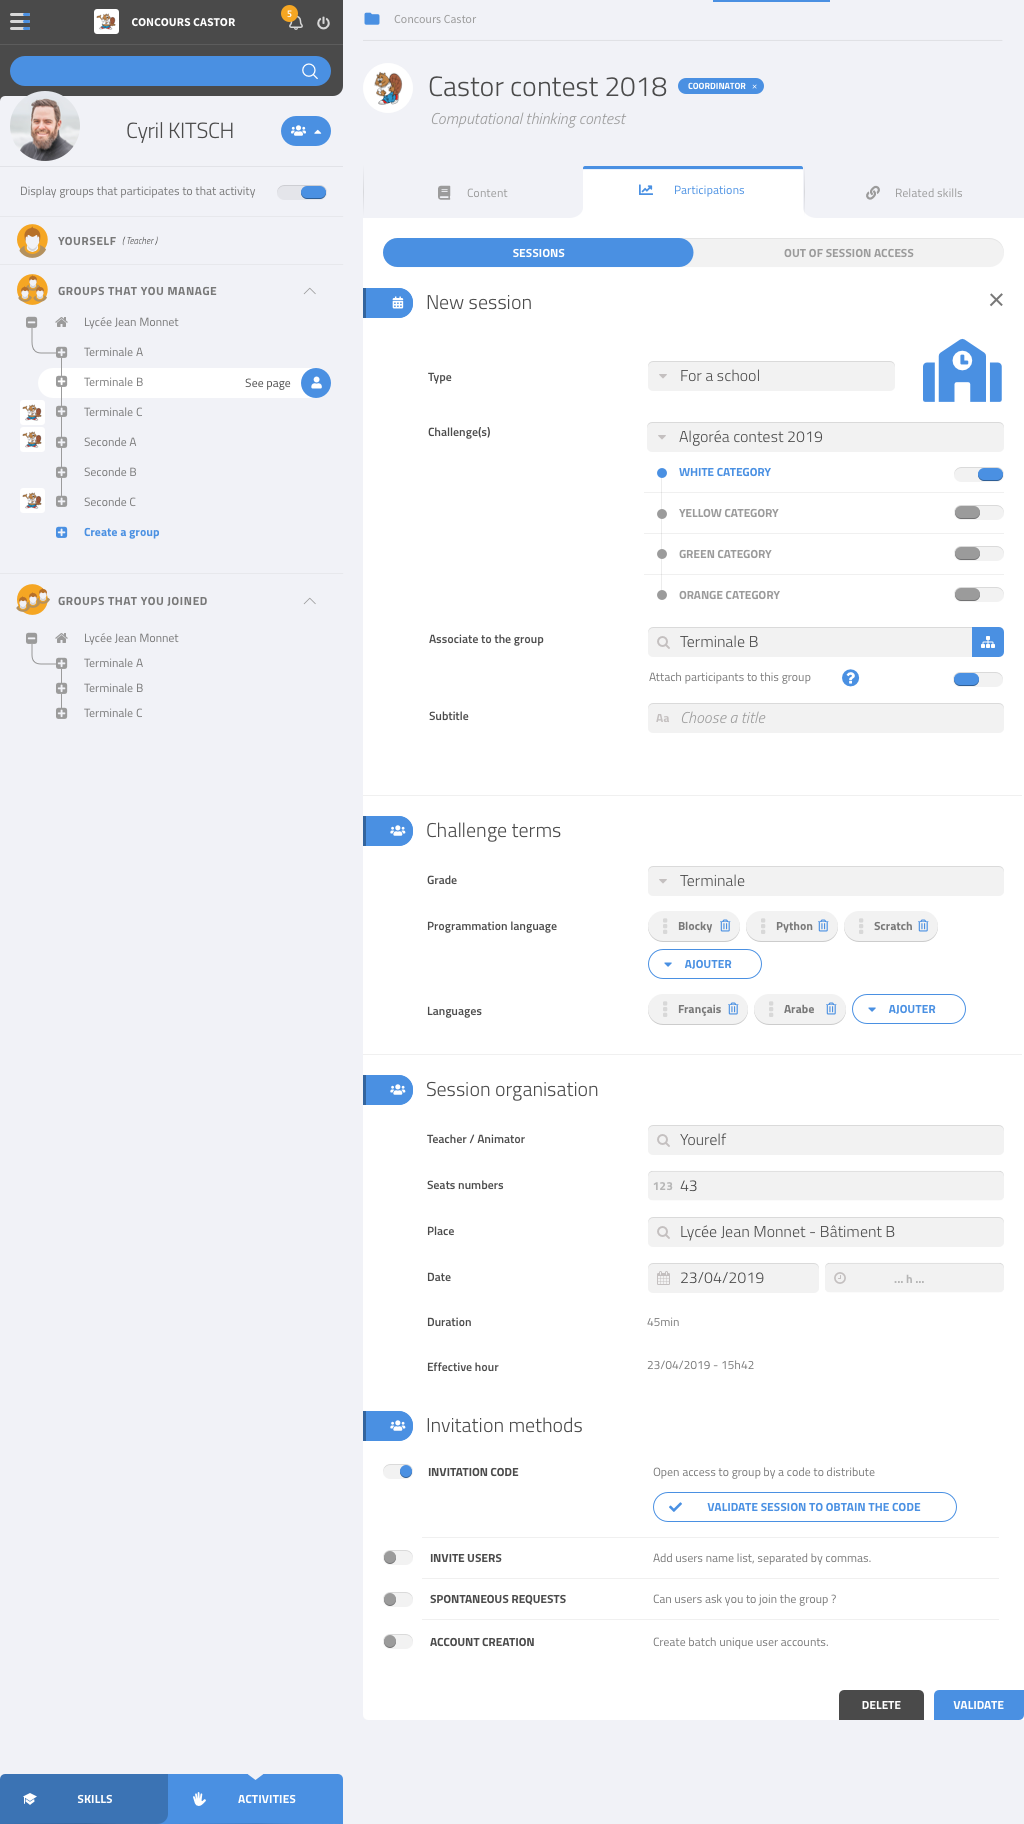 CONCOURS CASTOR
5
Cyril KITSCH
Display groups that participates to that activity
YOURSELF (Teacher)
GROUPS THAT YOU MANAGE
Lycée Jean Monnet
Terminale A
Terminale B See page
Terminale C
Seconde A
Seconde B
Seconde C
Create a group
GROUPS THAT YOU JOINED
Lycée Jean Monnet
Terminale A
Terminale B
Terminale C
SKILLS
ACTIVITIES
Concours Castor
Castor contest 2018 COORDINATOR ×
Computational thinking contest
Content
Participations
Related skills
SESSIONS
OUT OF SESSION ACCESS
New session
Type For a school
Challenge(s) Algoréa contest 2019
WHITE CATEGORY
YELLOW CATEGORY
GREEN CATEGORY
ORANGE CATEGORY
Associate to the group Terminale B
Attach participants to this group ?
Subtitle Aa Choose a title
Challenge terms
Grade Terminale
Programmation language Blocky Python Scratch
AJOUTER
Languages Français Arabe AJOUTER
Session organisation
Teacher / Animator Yourelf
Seats numbers 123 43
Place Lycée Jean Monnet - Bâtiment B
Date 23/04/2019 ... h ...
Duration 45min
Effective hour 23/04/2019 - 15h42
Invitation methods
INVITATION CODE Open access to group by a code to distribute
VALIDATE SESSION TO OBTAIN THE CODE
INVITE USERS Add users name list, separated by commas.
SPONTANEOUS REQUESTS Can users ask you to join the group ?
ACCOUNT CREATION Create batch unique user accounts.
DELETE
VALIDATE